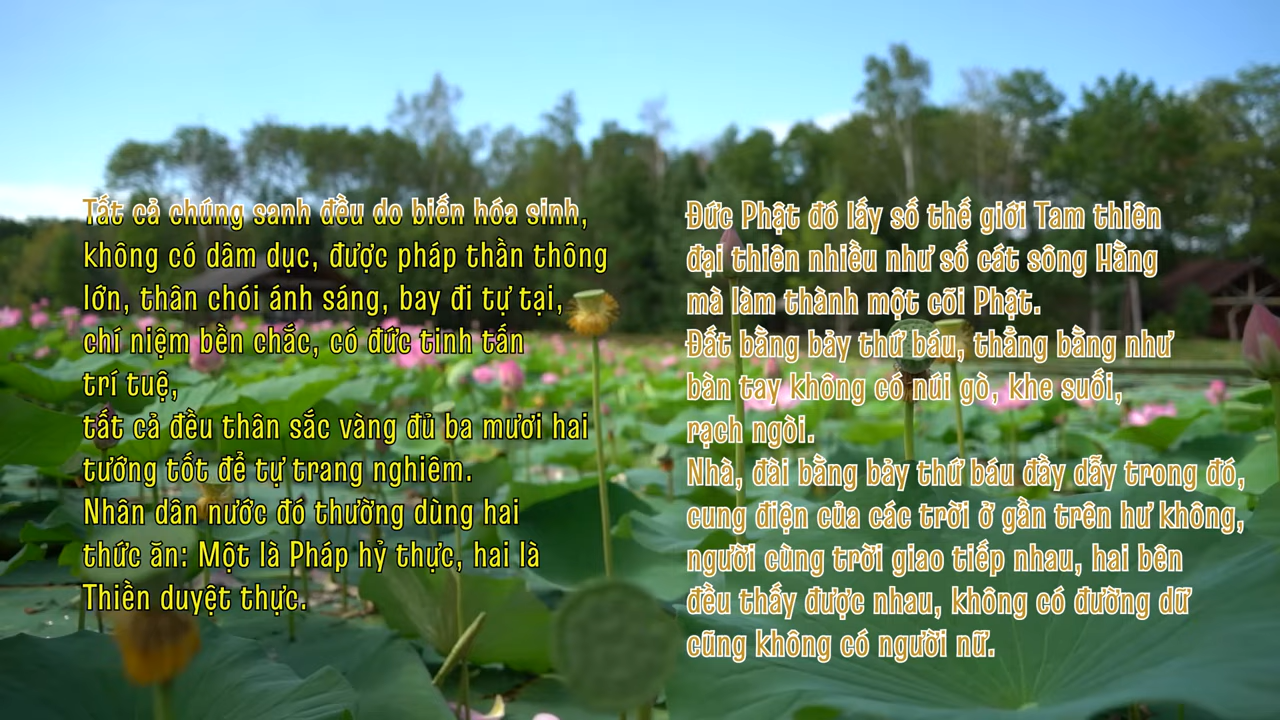 Tất cả chúng sanh đều do biến hóa sinh,
không có dâm dục, được pháp thần thông
lớn, thân chói ánh sáng, bay đi tự tại,
chí niệm bền chắc, có đức tinh tấn
trí tuệ,
tất cả đều thân sắc vàng đủ ba mươi hai
tướng tốt để tự trang nghiêm.
Nhân dân nước đó thường dùng hai
thức ăn: Một là Pháp hỷ thực, hai là
Thiền duyệt thực.
Đức Phật đó lấy số thế giới Tam thiên
đại thiên nhiều như số cát sông Hằng
mà làm thành một cõi Phật.
Đất bằng bảy thứ báu, thẳng bằng như
bàn tay không có núi gò, khe suối,
rạch ngòi.
Nhà, đài bằng bảy thứ báu đầy dẫy trong đó,
cung điện của các trời ở gần trên hư không,
người cùng trời giao tiếp nhau, hai bên
đều thấy được nhau, không có đường dữ
cũng không có người nữ.